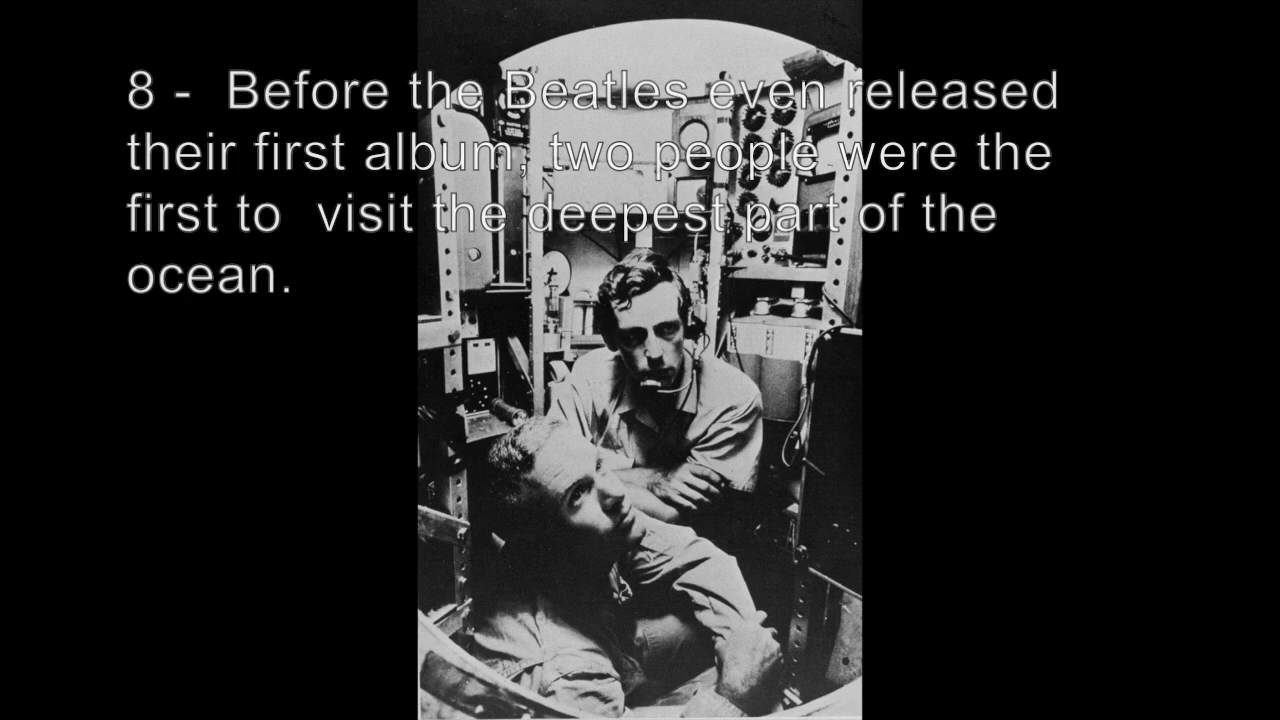 8 -  Before the Beatles even released
their first album, two people were the
first to  visit the deepest part of the
ocean.